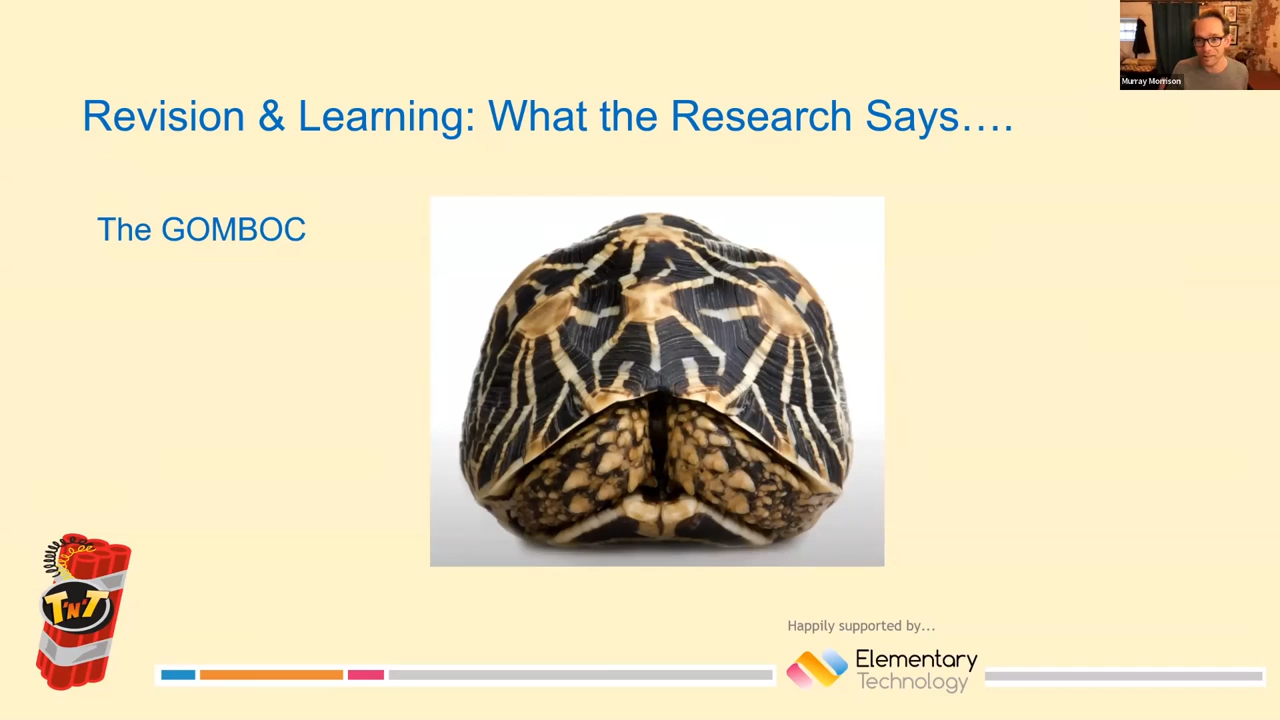 Murray Morrison
Revision & Learning: What the Research Says….
The GOMBOC
T'N'T
Happily supported by...
Elementary
Technology